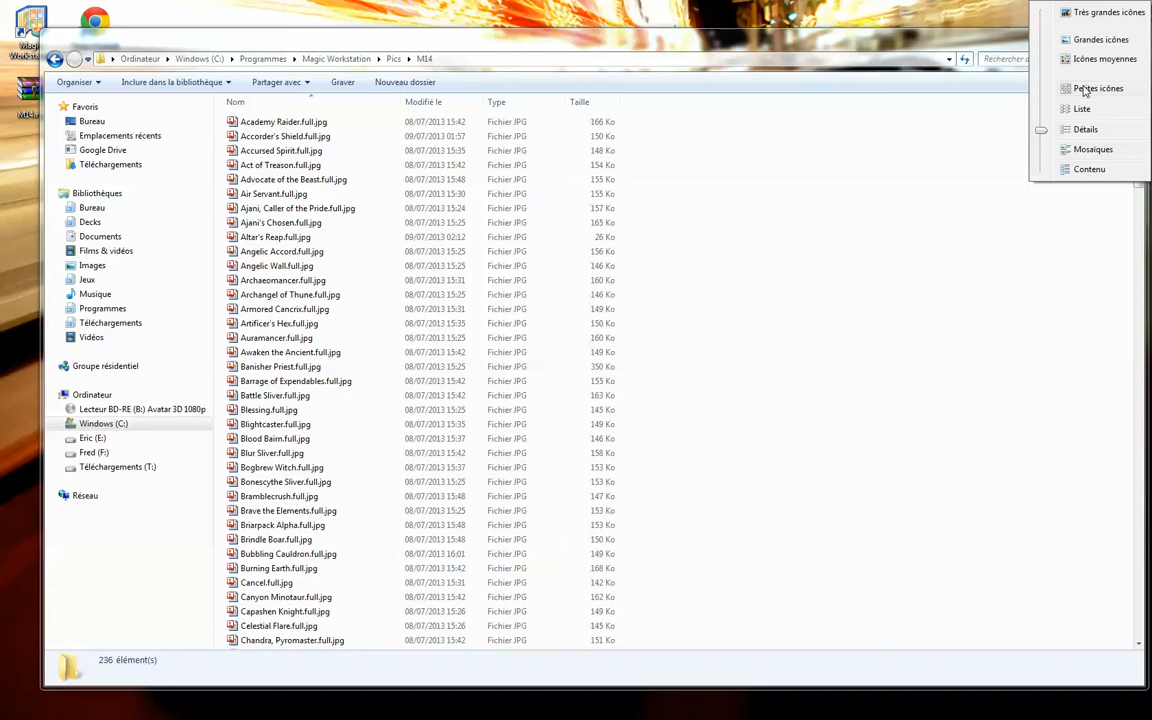 Très grandes icônes
Grandes icônes
Icônes moyennes
Petites icônes
Liste
Détails
Mosaïques
Contenu
Ordinateur Windows (C:) Programmes Magic Workstation Pics M14
Organiser Inclure dans la bibliothèque Partager avec Graver Nouveau dossier
Nom Modifié le Type Taille
Favoris
Bureau
Emplacements récents
Google Drive
Téléchargements
Bibliothèques
Bureau
Decks
Documents
Films & vidéos
Images
Jeux
Musique
Programmes
Téléchargements
Vidéos
Groupe résidentiel
Ordinateur
Lecteur BD-RE (B:) Avatar 3D 1080p
Windows (C:)
Eric (E:)
Fred (F:)
Téléchargements (T:)
Réseau
Academy Raider.full.jpg 08/07/2013 15:42 Fichier JPG 166 Ko
Accorder's Shield.full.jpg 09/07/2013 01:57 Fichier JPG 150 Ko
Accursed Spirit.full.jpg 08/07/2013 15:35 Fichier JPG 148 Ko
Act of Treason.full.jpg 08/07/2013 15:42 Fichier JPG 154 Ko
Advocate of the Beast.full.jpg 08/07/2013 15:48 Fichier JPG 155 Ko
Air Servant.full.jpg 08/07/2013 15:30 Fichier JPG 155 Ko
Ajani, Caller of the Pride.full.jpg 08/07/2013 15:24 Fichier JPG 157 Ko
Ajani's Chosen.full.jpg 08/07/2013 15:25 Fichier JPG 165 Ko
Altar's Reap.full.jpg 09/07/2013 02:12 Fichier JPG 26 Ko
Angelic Accord.full.jpg 08/07/2013 15:25 Fichier JPG 156 Ko
Angelic Wall.full.jpg 08/07/2013 15:25 Fichier JPG 146 Ko
Archaeomancer.full.jpg 08/07/2013 15:31 Fichier JPG 160 Ko
Archangel of Thune.full.jpg 08/07/2013 15:25 Fichier JPG 146 Ko
Armored Cancrix.full.jpg 08/07/2013 15:31 Fichier JPG 149 Ko
Artificer's Hex.full.jpg 08/07/2013 15:35 Fichier JPG 150 Ko
Auramancer.full.jpg 08/07/2013 15:25 Fichier JPG 160 Ko
Awaken the Ancient.full.jpg 08/07/2013 15:42 Fichier JPG 149 Ko
Banisher Priest.full.jpg 08/07/2013 15:25 Fichier JPG 350 Ko
Barrage of Expendables.full.jpg 08/07/2013 15:42 Fichier JPG 155 Ko
Battle Sliver.full.jpg 08/07/2013 15:42 Fichier JPG 163 Ko
Blessing.full.jpg 08/07/2013 15:25 Fichier JPG 145 Ko
Blightcaster.full.jpg 08/07/2013 15:35 Fichier JPG 149 Ko
Blood Bairn.full.jpg 08/07/2013 15:37 Fichier JPG 146 Ko
Blur Sliver.full.jpg 08/07/2013 15:42 Fichier JPG 156 Ko
Bogbrew Witch.full.jpg 08/07/2013 15:37 Fichier JPG 158 Ko
Bonescythe Sliver.full.jpg 08/07/2013 15:25 Fichier JPG 153 Ko
Bramblecrush.full.jpg 08/07/2013 15:48 Fichier JPG 147 Ko
Brave the Elements.full.jpg 08/07/2013 15:25 Fichier JPG 153 Ko
Briarpack Alpha.full.jpg 08/07/2013 15:48 Fichier JPG 153 Ko
Brindle Boar.full.jpg 08/07/2013 15:48 Fichier JPG 150 Ko
Bubbling Cauldron.full.jpg 08/07/2013 16:01 Fichier JPG 149 Ko
Burning Earth.full.jpg 08/07/2013 15:42 Fichier JPG 168 Ko
Cancel.full.jpg 08/07/2013 15:31 Fichier JPG 142 Ko
Canyon Minotaur.full.jpg 08/07/2013 15:42 Fichier JPG 162 Ko
Capashen Knight.full.jpg 08/07/2013 15:26 Fichier JPG 149 Ko
Celestial Flare.full.jpg 08/07/2013 15:26 Fichier JPG 145 Ko
Chandra, Pyromaster.full.jpg 08/07/2013 15:42 Fichier JPG 151 Ko
236 élément(s)